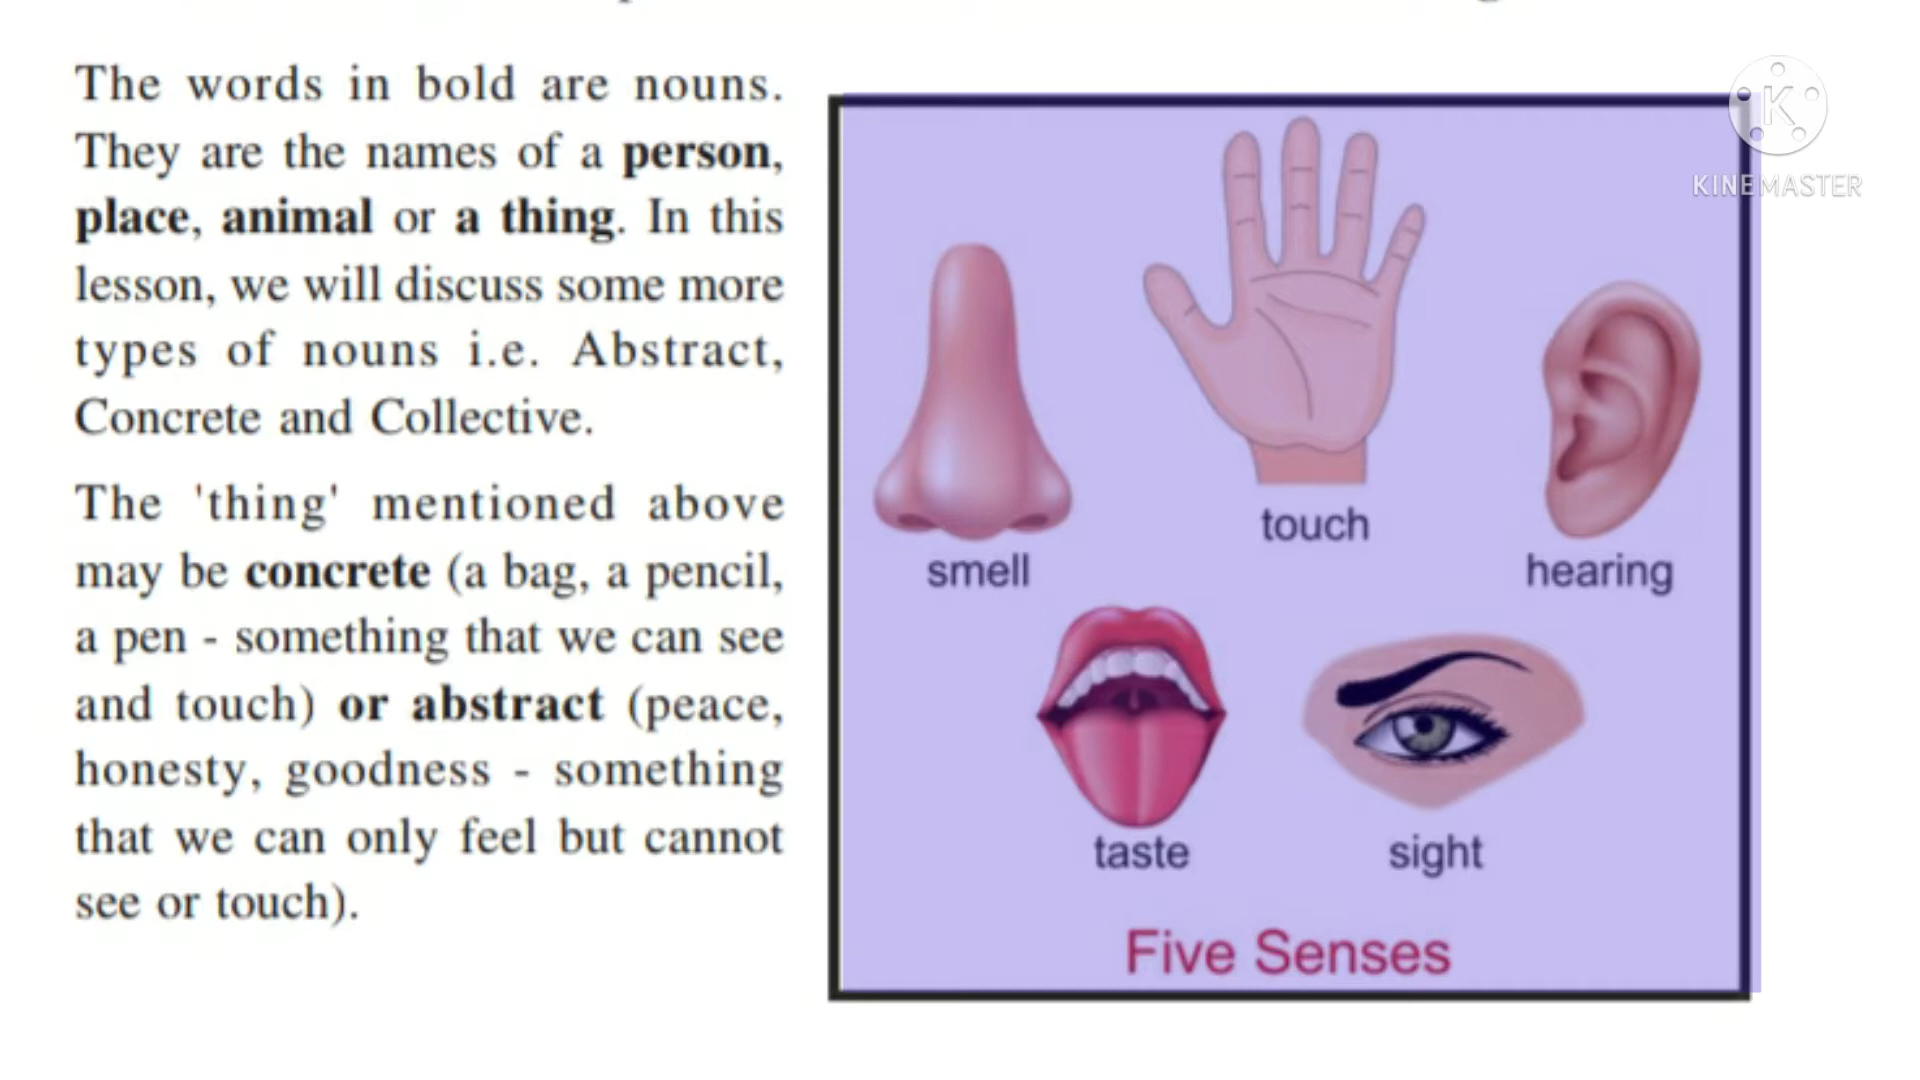 The words in bold are nouns.
They are the names of a person,
place, animal or a thing. In this
lesson, we will discuss some more
types of nouns i.e. Abstract,
Concrete and Collective.
The 'thing' mentioned above
may be concrete (a bag, a pencil,
a pen - something that we can see
and touch) or abstract (peace,
honesty, goodness - something
that we can only feel but cannot
see or touch).
K
KINEMASTER
touch
smell
hearing
taste
sight
Five Senses